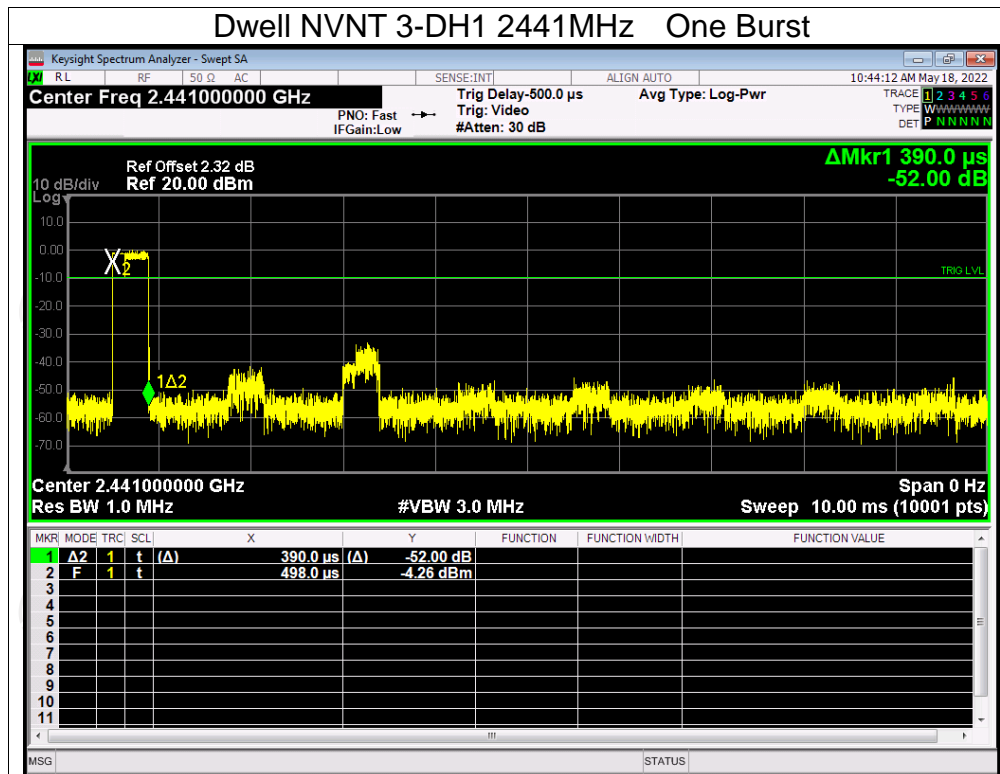 Dwell NVNT 3-DH1 2441MHz One Burst
Keysight Spectrum Analyzer - Swept SA
LXI RL RF 50 Ω AC SENSE:INT ALIGN AUTO 10:44:12 AM May 18, 2022
Center Freq 2.441000000 GHz
PNO: Fast
IFGain:Low
Trig Delay-500.0 µs
Trig: Video
#Atten: 30 dB
Avg Type: Log-Pwr
TRACE 1 2 3 4 5 6
TYPE WWWWWWW
DET P N N N N N
ΔMkr1 390.0 µs
-52.00 dB
Ref Offset 2.32 dB
10 dB/div Ref 20.00 dBm
Log
10.0
0.00
-10.0
-20.0
-30.0
-40.0
-50.0
-60.0
-70.0
2
1Δ2
TRIG LVL
Center 2.441000000 GHz Span 0 Hz
Res BW 1.0 MHz #VBW 3.0 MHz Sweep 10.00 ms (10001 pts)
MKR MODE TRC SCL X Y FUNCTION FUNCTION WIDTH FUNCTION VALUE
1 Δ2 1 t (Δ) 390.0 µs (Δ) -52.00 dB
2 F 1 t 498.0 µs -4.26 dBm
3
4
5
6
7
8
9
10
11
MSG STATUS